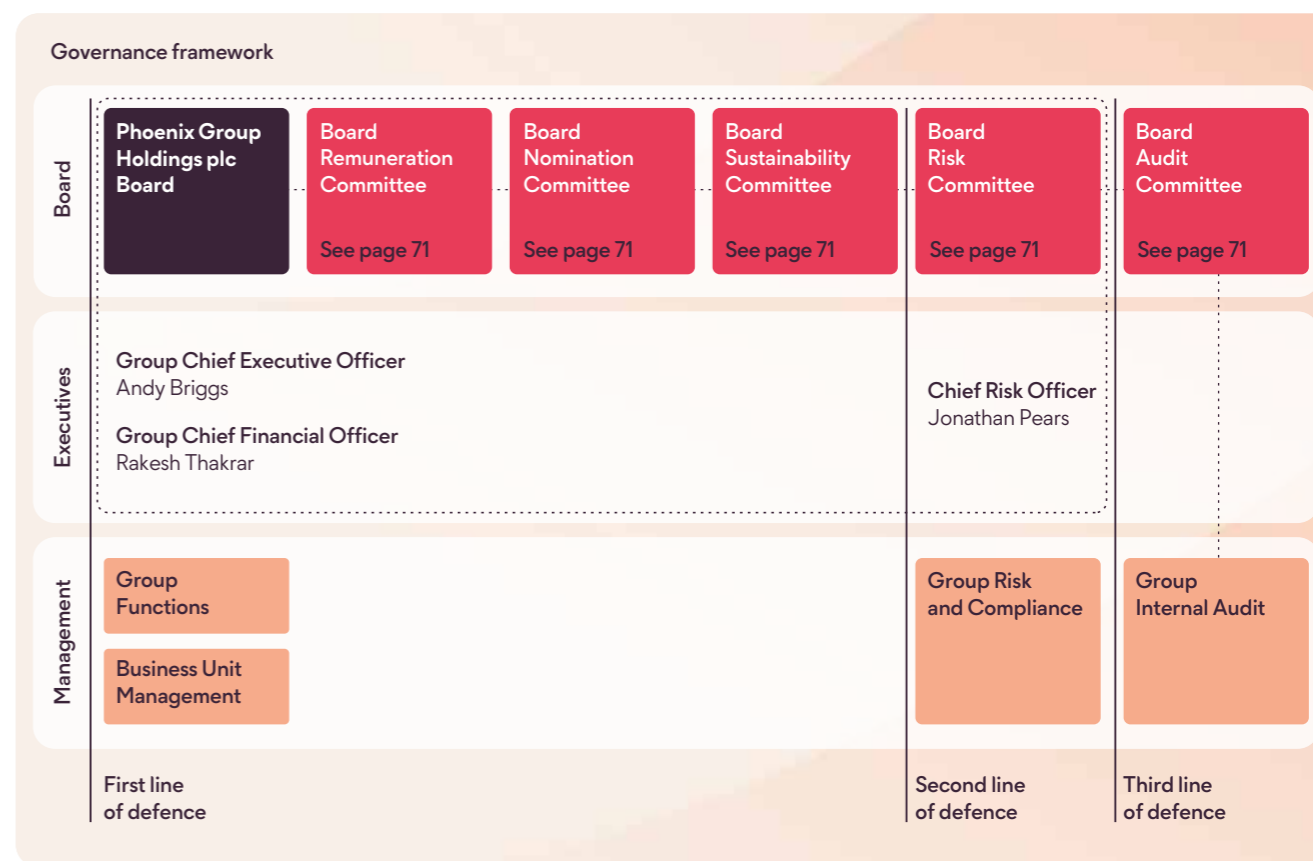 Governance framework
Board
Phoenix Group
Holdings plc
Board
Board
Remuneration
Committee
See page 71
Board
Nomination
Committee
See page 71
Board
Sustainability
Committee
See page 71
Board
Risk
Committee
See page 71
Board
Audit
Committee
See page 71
Executives
Group Chief Executive Officer
Andy Briggs
Group Chief Financial Officer
Rakesh Thakrar
Chief Risk Officer
Jonathan Pears
Management
Group
Functions
Business Unit
Management
Group Risk
and Compliance
Group
Internal Audit
First line
of defence
Second line
of defence
Third line
of defence